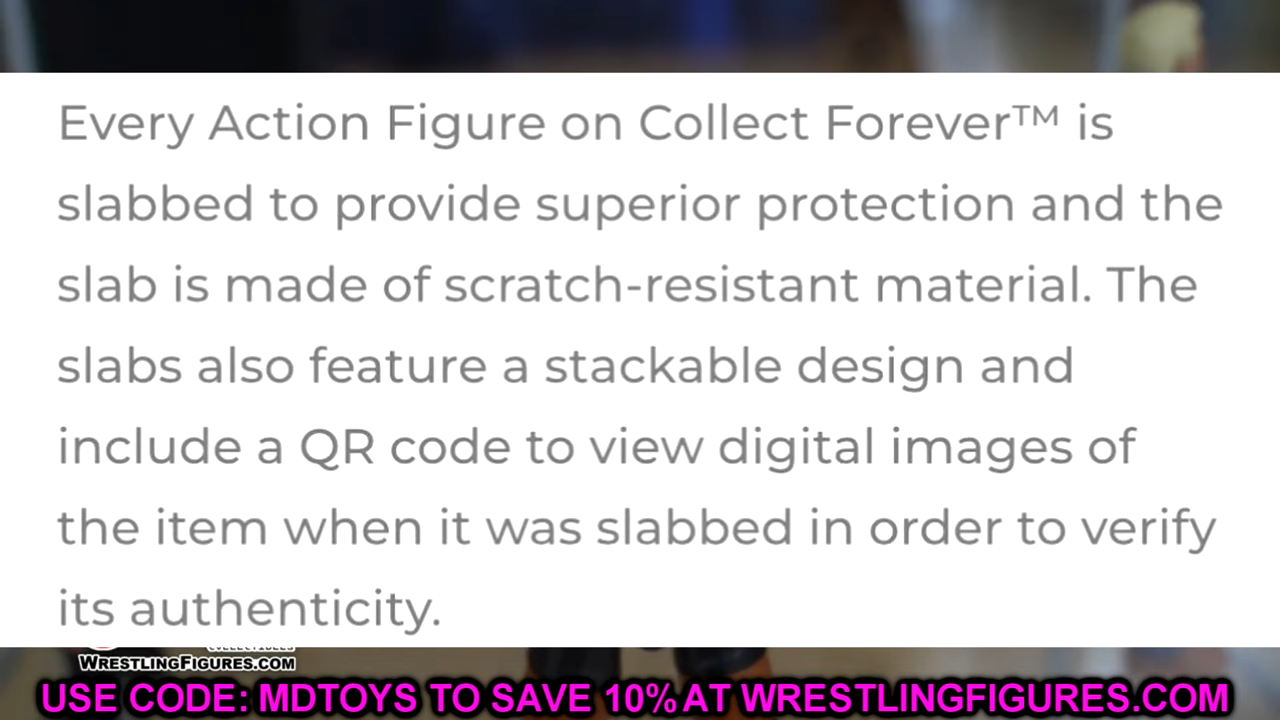 Every Action Figure on Collect Forever™ is
slabbed to provide superior protection and the
slab is made of scratch-resistant material. The
slabs also feature a stackable design and
include a QR code to view digital images of
the item when it was slabbed in order to verify
its authenticity.
WRESTLINGFIGURES.COM
USE CODE: MDTOYS TO SAVE 10% AT WRESTLINGFIGURES.COM